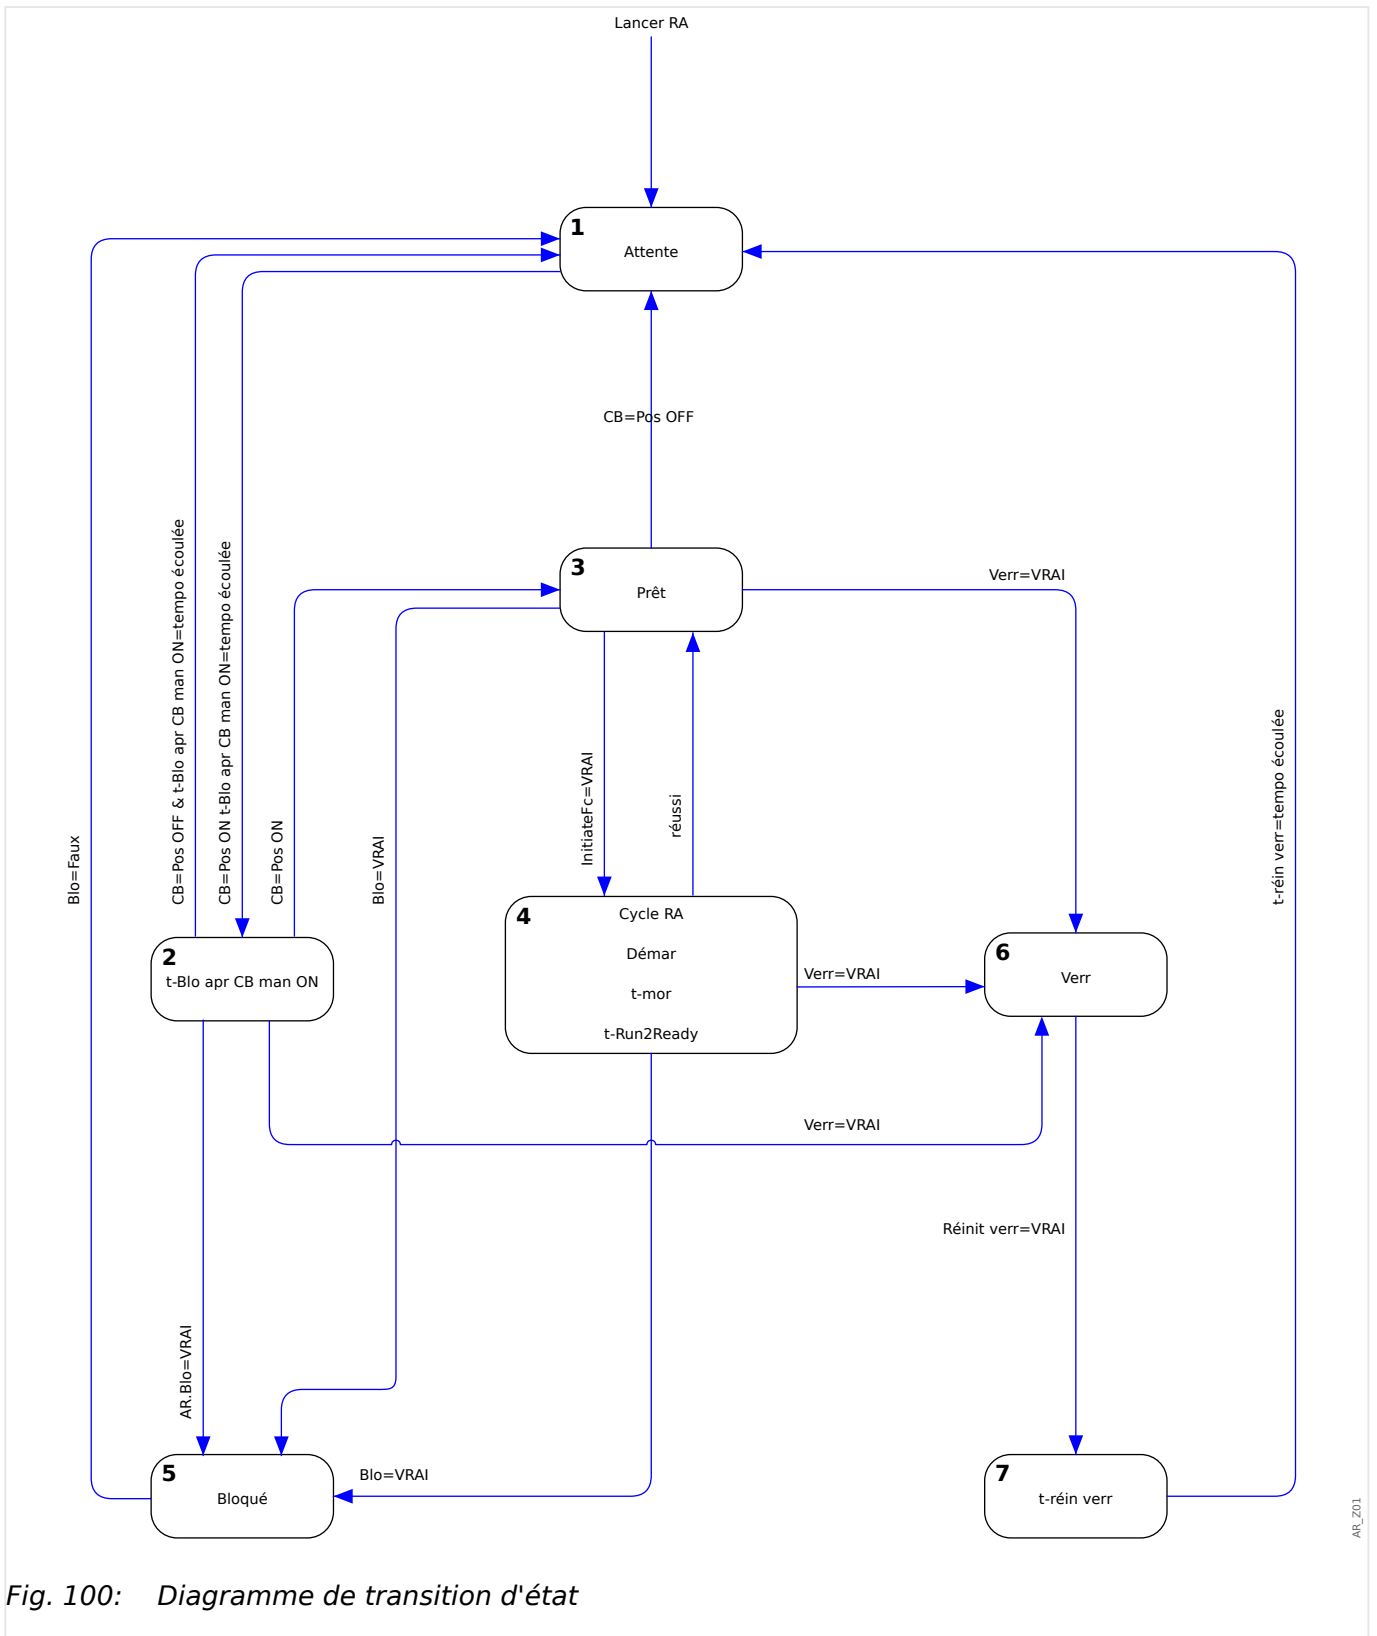 Lancer RA
1
Attente
CB=Pos OFF
3
Prêt
Verr=VRAI
Blo=Faux
CB=Pos OFF & t-Blo apr CB man ON=tempo écoulée
CB=Pos ON t-Blo apr CB man ON=tempo écoulée
CB=Pos ON
Blo=VRAI
InitiateFc=VRAI
réussi
t-réin verr=tempo écoulée
2
t-Blo apr CB man ON
4
Cycle RA
Démar
t-mor
t-Run2Ready
Verr=VRAI
6
Verr
Verr=VRAI
Réinit verr=VRAI
AR.Blo=VRAI
5
Bloqué
Blo=VRAI
7
t-réin verr
AR_Z01
Fig. 100: Diagramme de transition d'état